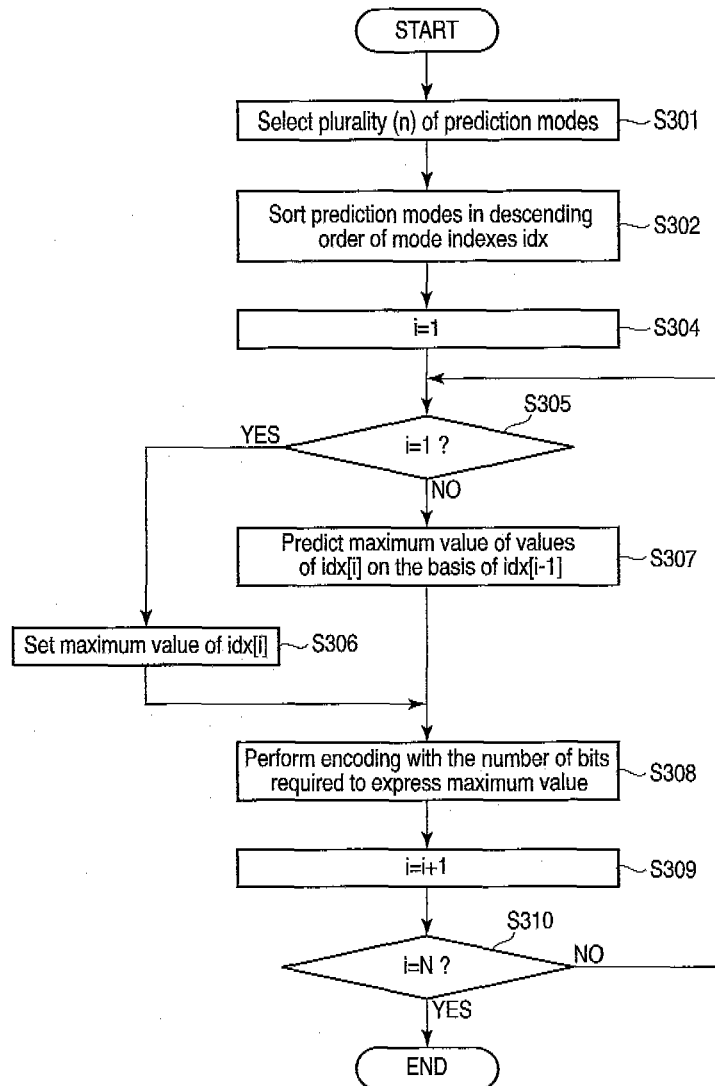 START
Select plurality (n) of prediction modes
S301
Sort prediction modes in descending
order of mode indexes idx
S302
i=1
S304
S305
YES
i=1 ?
NO
Predict maximum value of values
of idx[i] on the basis of idx[i-1]
S307
Set maximum value of idx[i]
S306
Perform encoding with the number of bits
required to express maximum value
S308
i=i+1
S309
S310
i=N ?
NO
YES
END